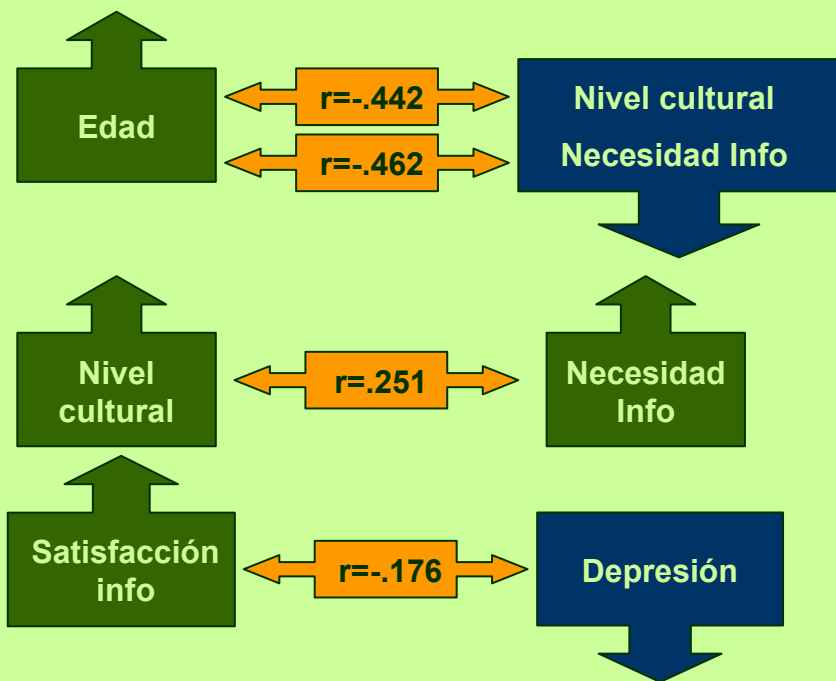 Edad
r=-.442
r=-.462
Nivel cultural
Necesidad Info
Nivel
cultural
r=.251
Necesidad
Info
Satisfacción
info
r=-.176
Depresión